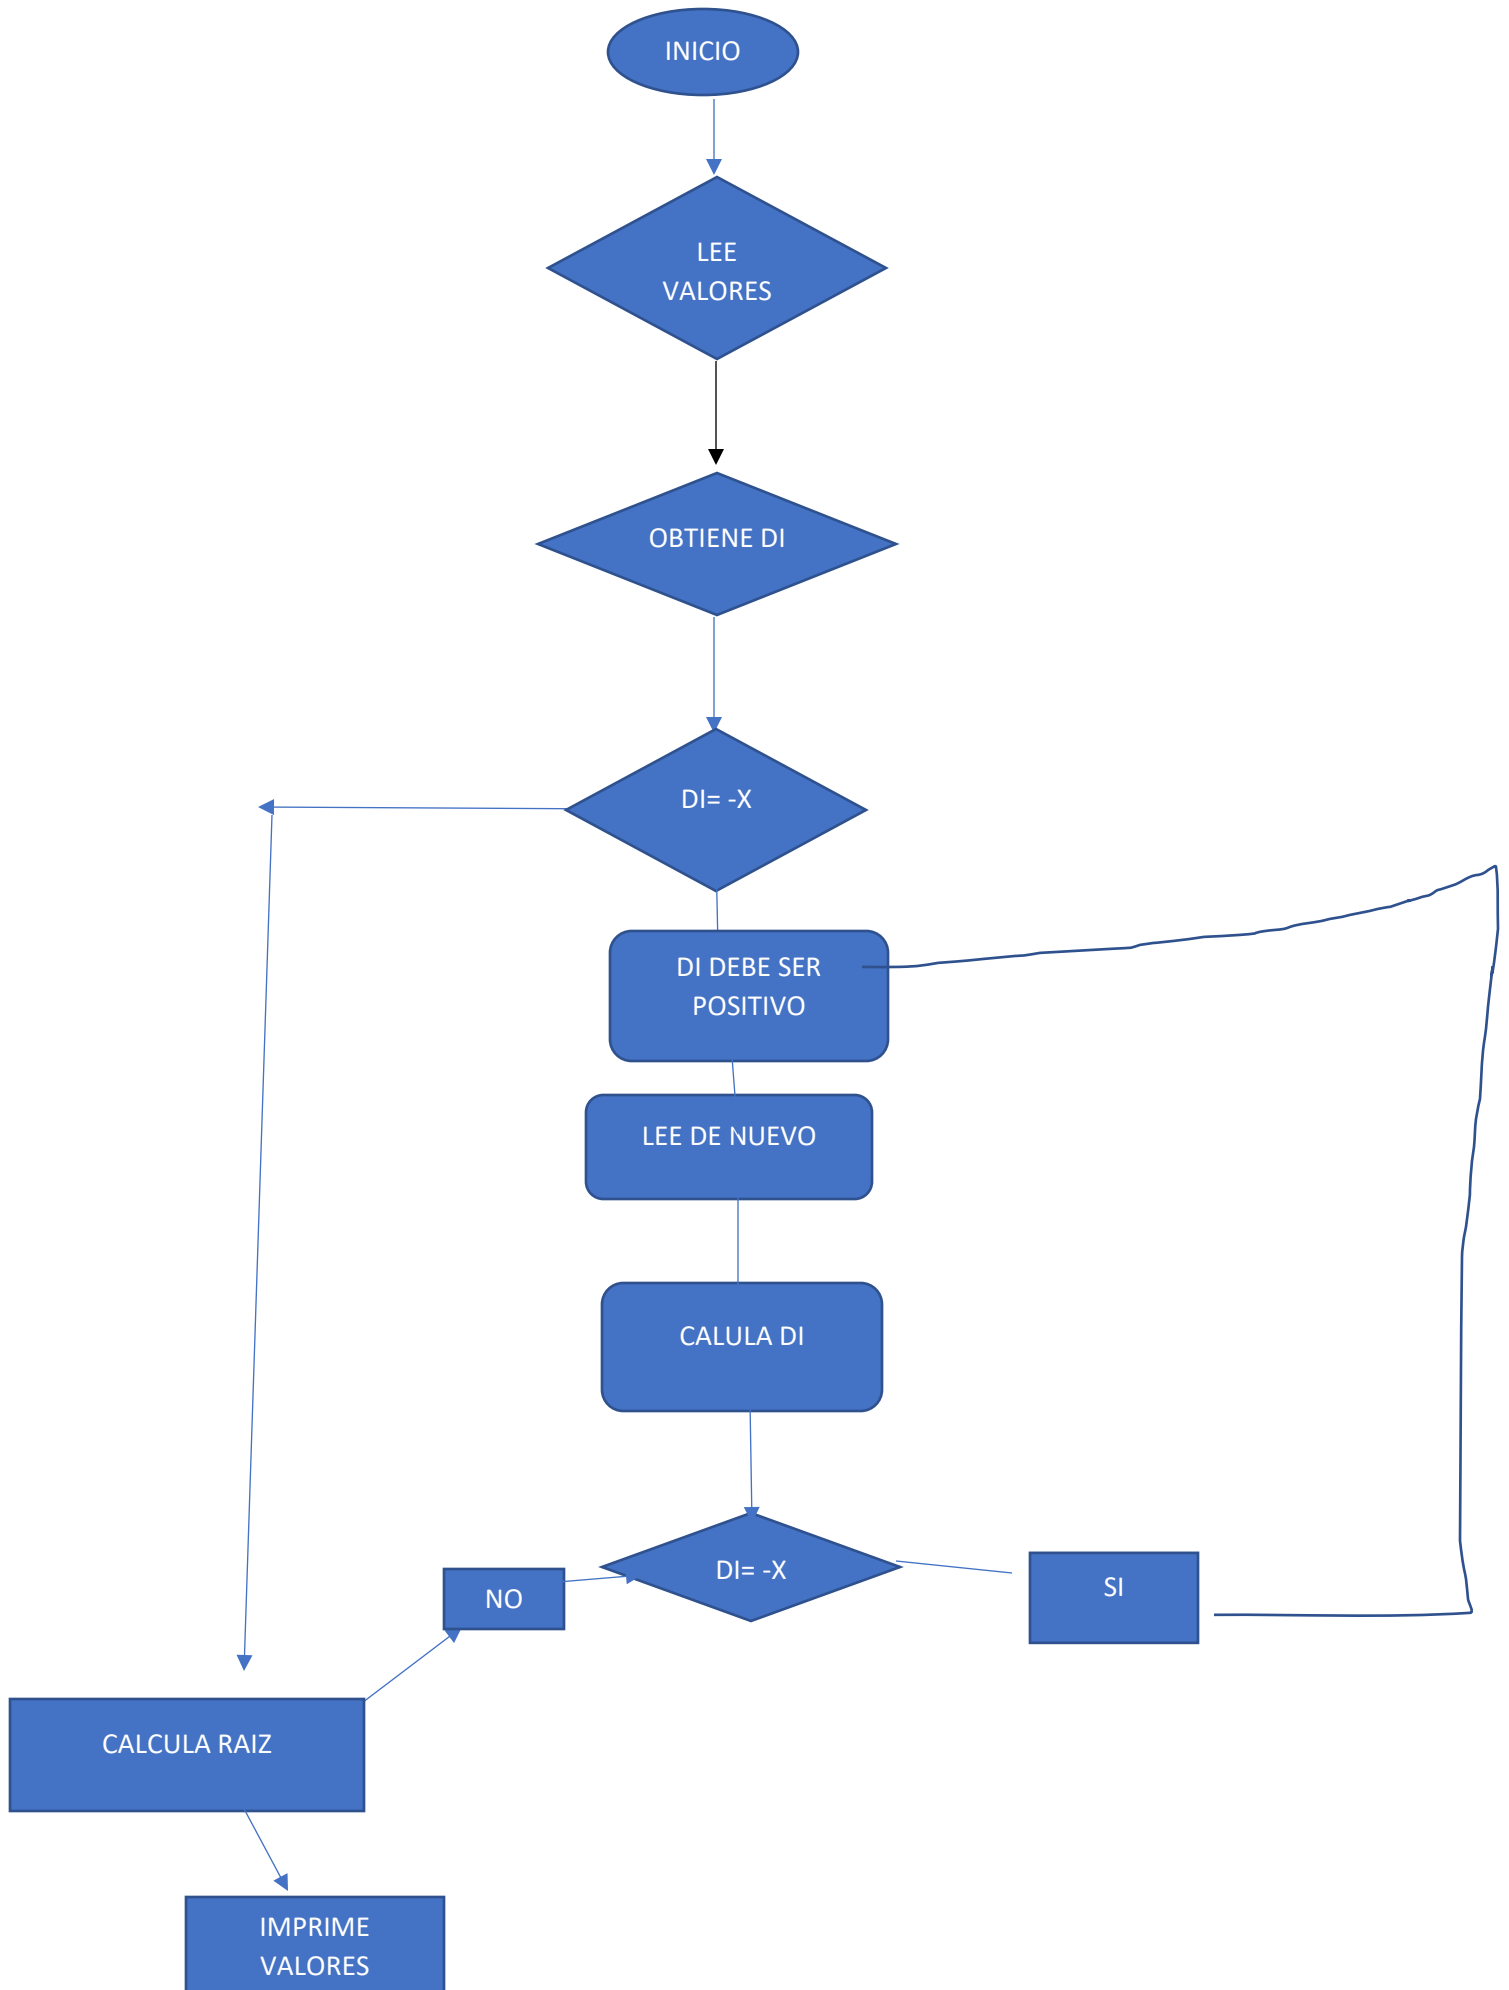 INICIO
LEE
VALORES
OBTIENE DI
DI= -X
DI DEBE SER
POSITIVO
LEE DE NUEVO
CALULA DI
DI= -X
SI
NO
CALCULA RAIZ
IMPRIME
VALORES